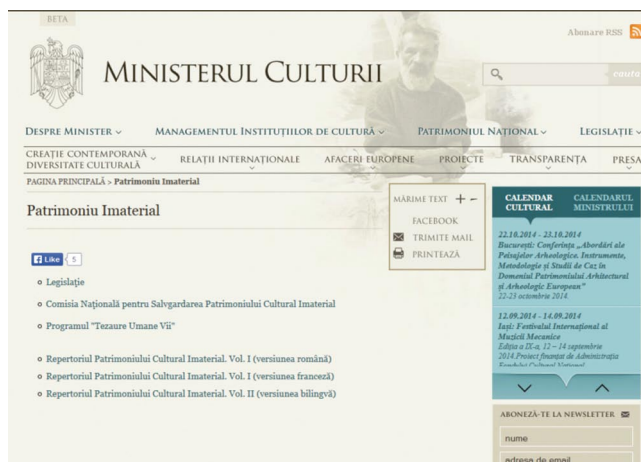 BETA
Abonare RSS
MINISTERUL CULTURII
cauta
DESPRE MINISTER
MANAGEMENTUL INSTITUȚIILOR DE CULTURĂ
PATRIMONIUL NAȚIONAL
LEGISLAȚIE
CREAȚIE CONTEMPORANĂ
DIVERSITATE CULTURALĂ
RELAȚII INTERNAȚIONALE
AFACERI EUROPENE
PROIECTE
TRANSPARENȚA
PRESA
PAGINA PRINCIPALĂ > Patrimoniu Imaterial
Patrimoniu Imaterial
MĂRIME TEXT + -
FACEBOOK
TRIMITE MAIL
PRINTEAZĂ
Like 5
Legislație
Comisia Națională pentru Salvgardarea Patrimoniului Cultural Imaterial
Programul "Tezaure Umane Vii"
Repertoriul Patrimoniului Cultural Imaterial. Vol. I (versiunea română)
Repertoriul Patrimoniului Cultural Imaterial. Vol. I (versiunea franceză)
Repertoriul Patrimoniului Cultural Imaterial. Vol. II (versiunea bilingvă)
CALENDAR
CULTURAL
CALENDARUL
MINISTRULUI
22.10.2014 - 23.10.2014
București: Conferința „Abordări ale
Peisajelor Arheologice. Instrumente,
Metodologie și Studii de Caz în
Domeniul Patrimoniului Arhitectural
și Arheologic European"
22-23 octombrie 2014.
12.09.2014 - 14.09.2014
Iași: Festivalul Internațional al
Muzicii Mecanice
Ediția a IX-a, 12 – 14 septembrie
2014.Proiect finanțat de Administrația
Fondului Cultural Național
ABONEAZĂ-TE LA NEWSLETTER
nume
adresa de email